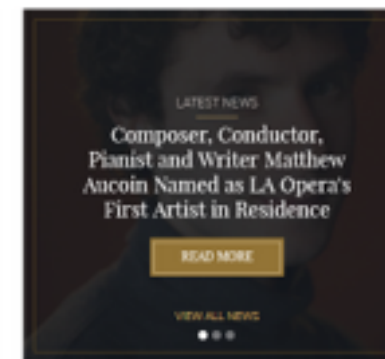 LATEST NEWS
Composer, Conductor,
Pianist and Writer Matthew
Aucoin Named as LA Opera's
First Artist in Residence
READ MORE
VIEW ALL NEWS